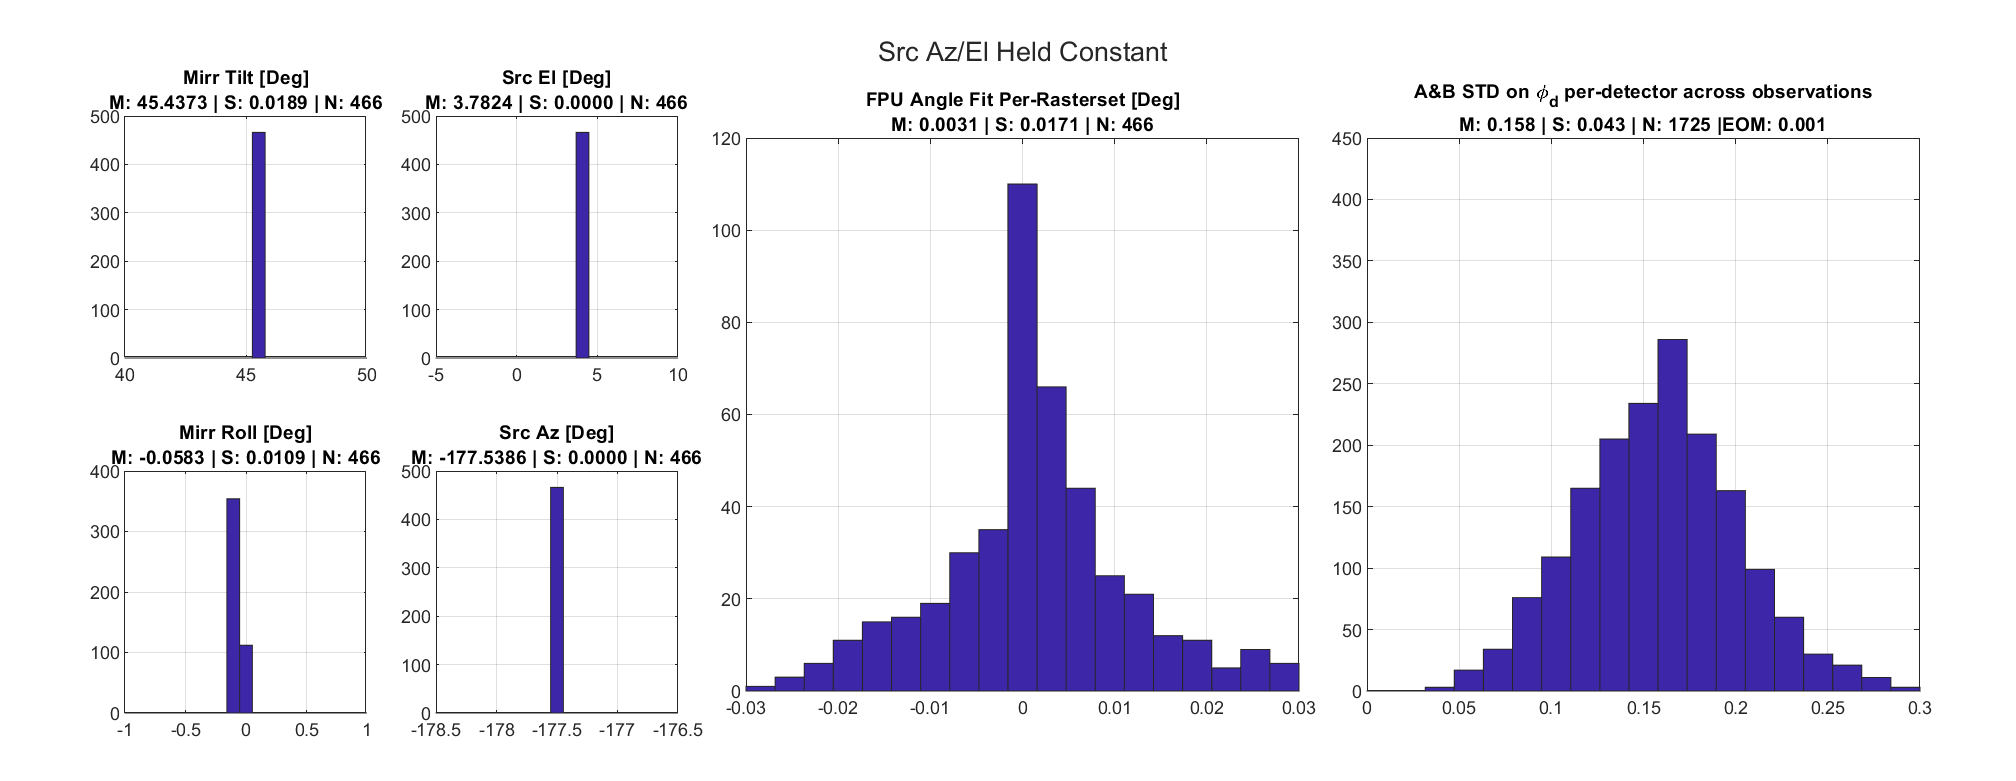 Src Az/El Held Constant
Mirr Tilt [Deg]
M: 45.4373 | S: 0.0189 | N: 466
500
400
300
200
100
0
40 45 50
Src El [Deg]
M: 3.7824 | S: 0.0000 | N: 466
500
400
300
200
100
0
-5 0 5 10
Mirr Roll [Deg]
M: -0.0583 | S: 0.0109 | N: 466
400
300
200
100
0
-1 -0.5 0 0.5 1
Src Az [Deg]
M: -177.5386 | S: 0.0000 | N: 466
500
400
300
200
100
0
-178.5 -178 -177.5 -177 -176.5
FPU Angle Fit Per-Rasterset [Deg]
M: 0.0031 | S: 0.0171 | N: 466
120
100
80
60
40
20
0
-0.03 -0.02 -0.01 0 0.01 0.02 0.03
A&B STD on ϕd per-detector across observations
M: 0.158 | S: 0.043 | N: 1725 |EOM: 0.001
450
400
350
300
250
200
150
100
50
0
0 0.05 0.1 0.15 0.2 0.25 0.3